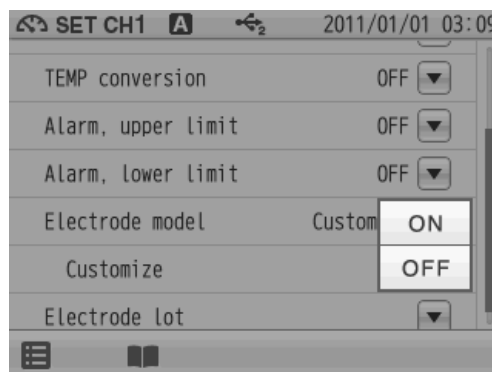 SET CH1 A 2 2011/01/01 03:09
TEMP conversion OFF
Alarm, upper limit OFF
Alarm, lower limit OFF
Electrode model Custom ON
Customize OFF
Electrode lot